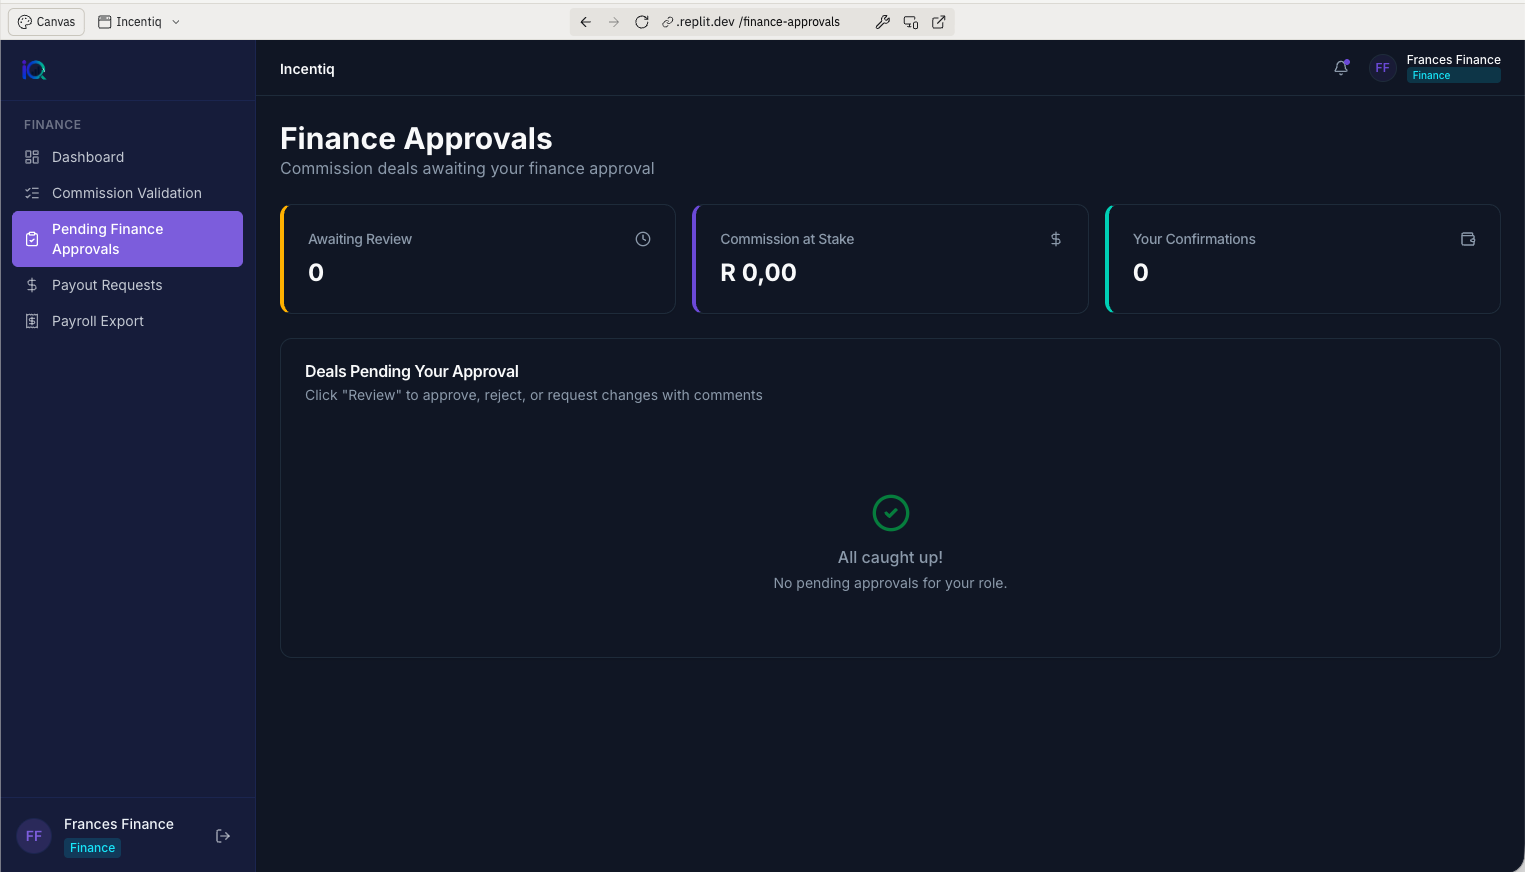 Canvas
Incentiq
.replit.dev /finance-approvals
iQ
Incentiq
FF
Frances Finance
Finance
FINANCE
Dashboard
Commission Validation
Pending Finance
Approvals
Payout Requests
Payroll Export
Finance Approvals
Commission deals awaiting your finance approval
Awaiting Review
0
Commission at Stake
$
R 0,00
Your Confirmations
0
Deals Pending Your Approval
Click "Review" to approve, reject, or request changes with comments
All caught up!
No pending approvals for your role.
FF
Frances Finance
Finance